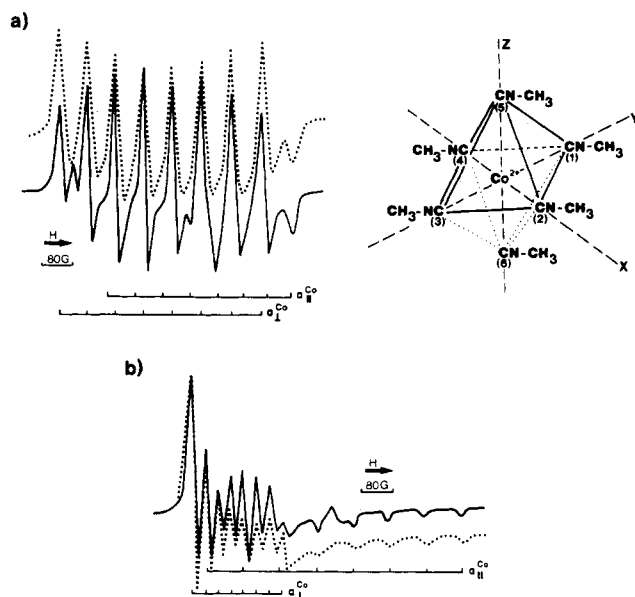 a)
Z
CN-CH₃
(5)
Y
CH₃-NC
(4)
CN-CH₃
(1)
Co²⁺
CH₃-NC
(3)
CN-CH₃
(2)
H
80G
CN-CH₃
(6)
X
a∥Co
a⊥Co
b)
H
80G
a∥Co
a⊥Co